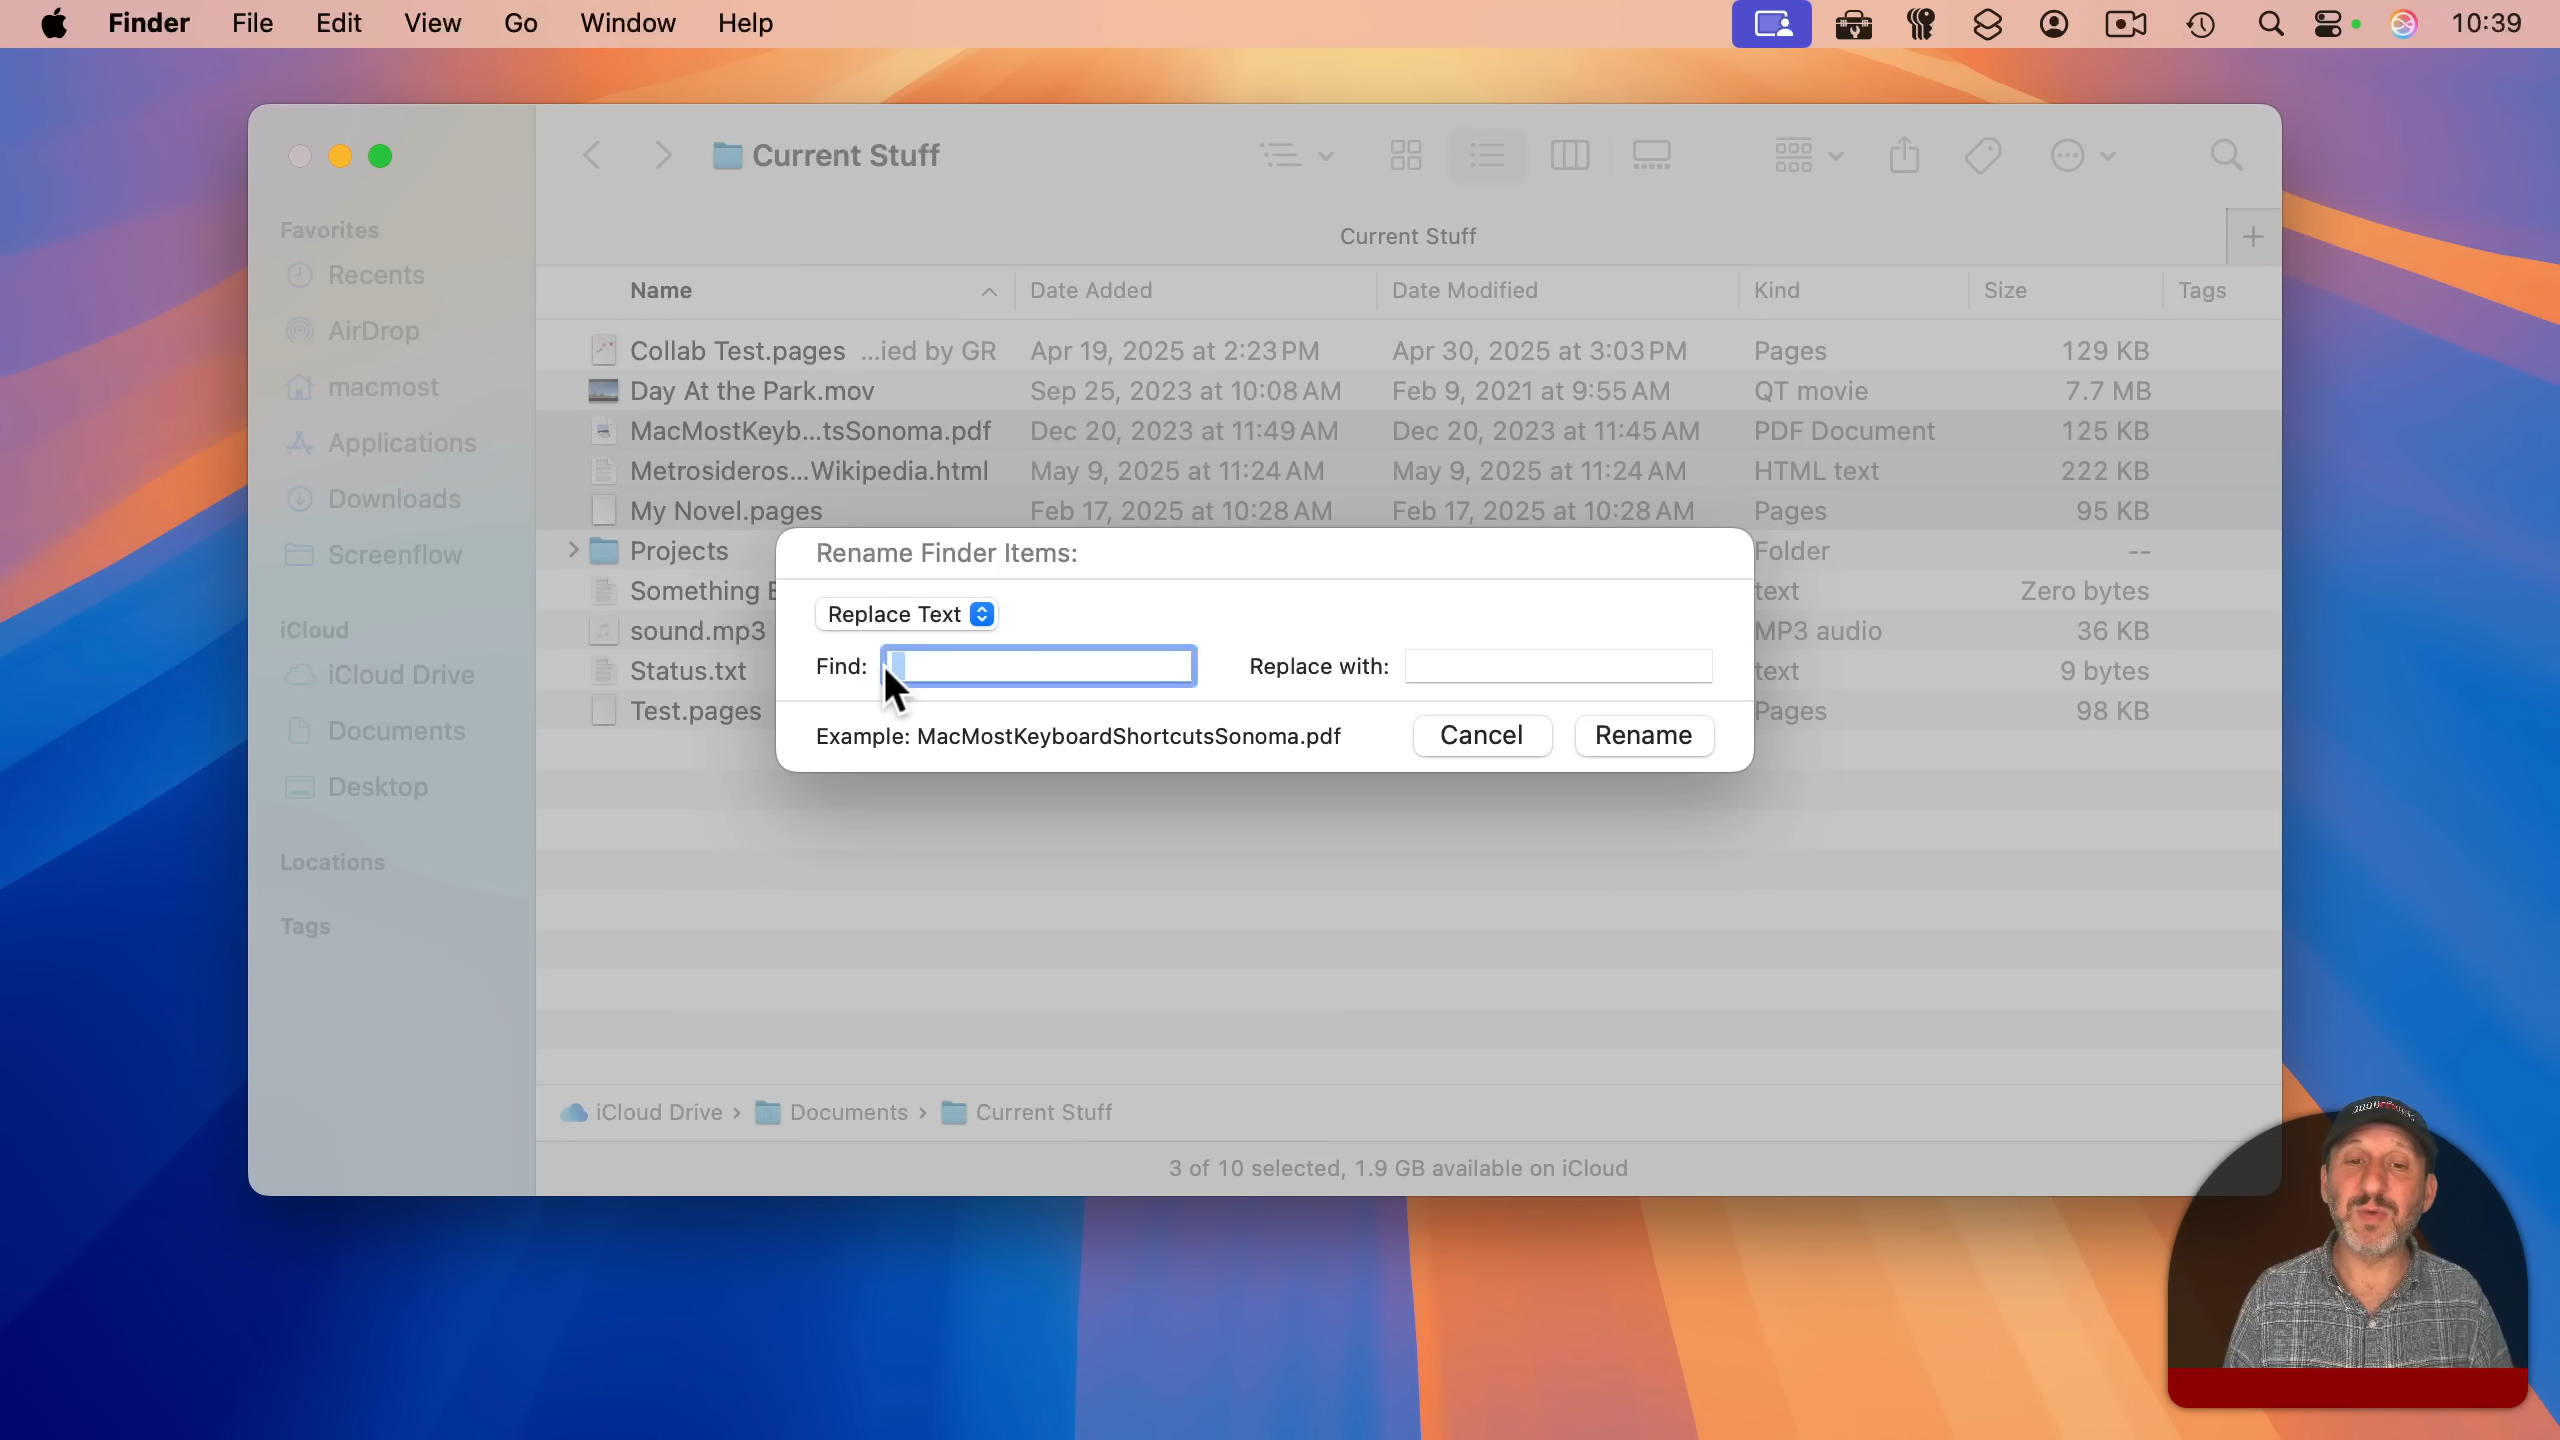 Finder File Edit View Go Window Help 10:39
Current Stuff
Current Stuff
Favorites
Recents
AirDrop
macmost
Applications
Downloads
Screenflow
iCloud
iCloud Drive
Documents
Desktop
Locations
Tags
Name Date Added Date Modified Kind Size Tags
Collab Test.pages ...ied by GR Apr 19, 2025 at 2:23 PM Apr 30, 2025 at 3:03 PM Pages 129 KB
Day At the Park.mov Sep 25, 2023 at 10:08 AM Feb 9, 2021 at 9:55 AM QT movie 7.7 MB
MacMostKeyb...tsSonoma.pdf Dec 20, 2023 at 11:49 AM Dec 20, 2023 at 11:45 AM PDF Document 125 KB
Metrosideros...Wikipedia.html May 9, 2025 at 11:24 AM May 9, 2025 at 11:24 AM HTML text 222 KB
My Novel.pages Feb 17, 2025 at 10:28 AM Feb 17, 2025 at 10:28 AM Pages 95 KB
Projects Folder --
Something text Zero bytes
sound.mp3 MP3 audio 36 KB
Status.txt text 9 bytes
Test.pages Pages 98 KB
Rename Finder Items:
Replace Text
Find: Replace with:
Example: MacMostKeyboardShortcutsSonoma.pdf Cancel Rename
iCloud Drive › Documents › Current Stuff
3 of 10 selected, 1.9 GB available on iCloud